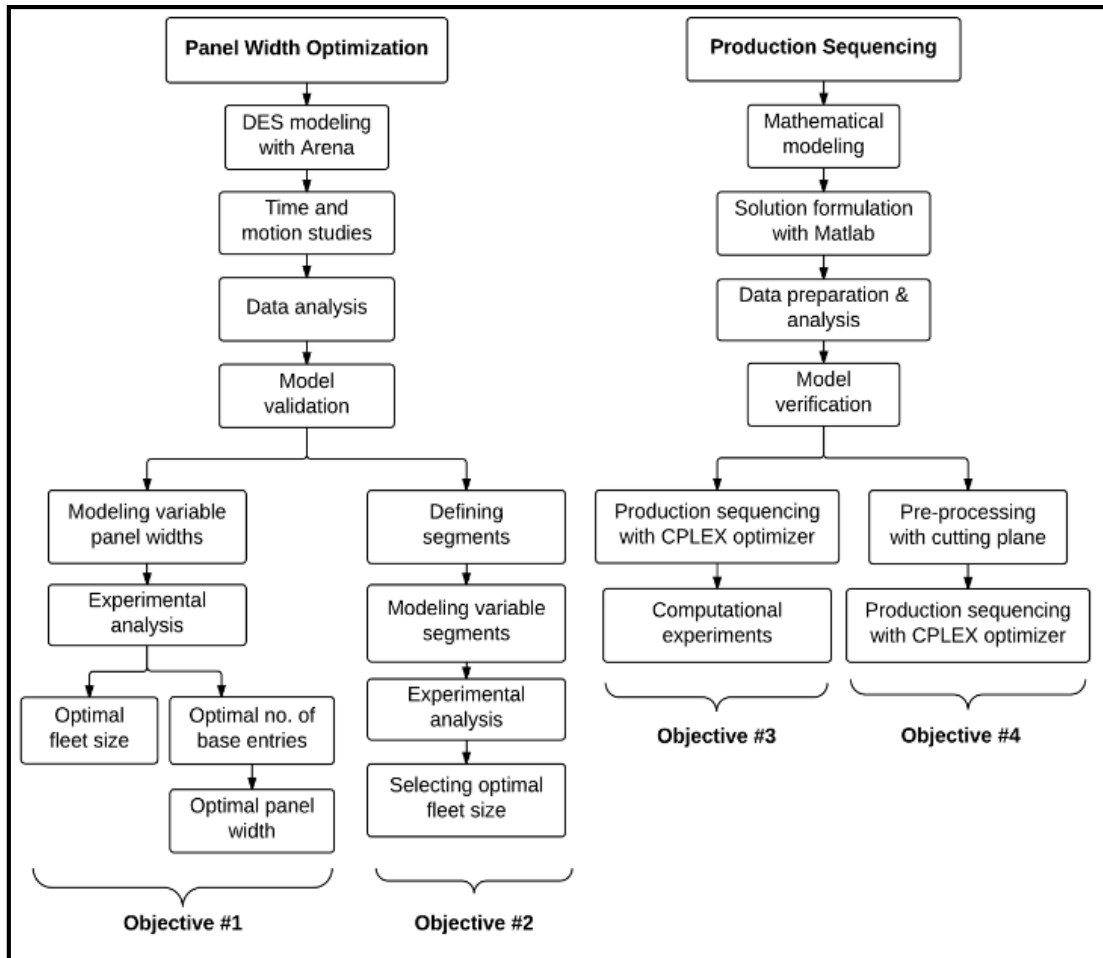 Panel Width Optimization
DES modeling
with Arena
Time and
motion studies
Data analysis
Model
validation
Modeling variable
panel widths
Experimental
analysis
Optimal
fleet size
Optimal no. of
base entries
Optimal panel
width
Objective #1
Defining
segments
Modeling variable
segments
Experimental
analysis
Selecting optimal
fleet size
Objective #2
Production Sequencing
Mathematical
modeling
Solution formulation
with Matlab
Data preparation &
analysis
Model
verification
Production sequencing
with CPLEX optimizer
Computational
experiments
Objective #3
Pre-processing
with cutting plane
Production sequencing
with CPLEX optimizer
Objective #4